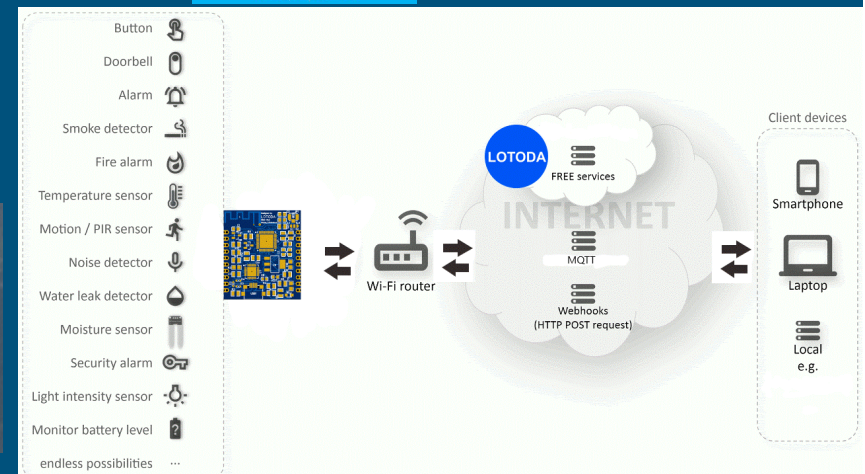 Button
Doorbell
Alarm
Smoke detector
Fire alarm
Temperature sensor
Motion / PIR sensor
Noise detector
Water leak detector
Moisture sensor
Security alarm
Light intensity sensor
Monitor battery level
endless possibilities ...
Wi-Fi router
INTERNET
LOTODA
FREE services
MQTT
Webhooks
(HTTP POST request)
Client devices
Smartphone
Laptop
Local
e.g.